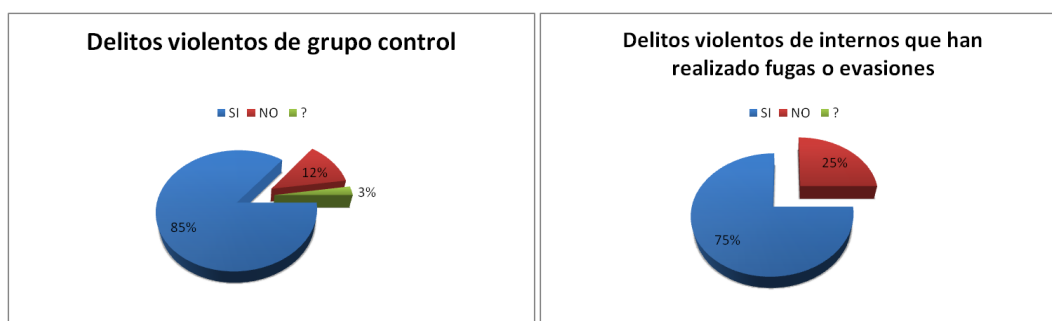 Delitos violentos de grupo control
SI NO ?
12%
3%
85%
Delitos violentos de internos que han
realizado fugas o evasiones
SI NO ?
25%
75%